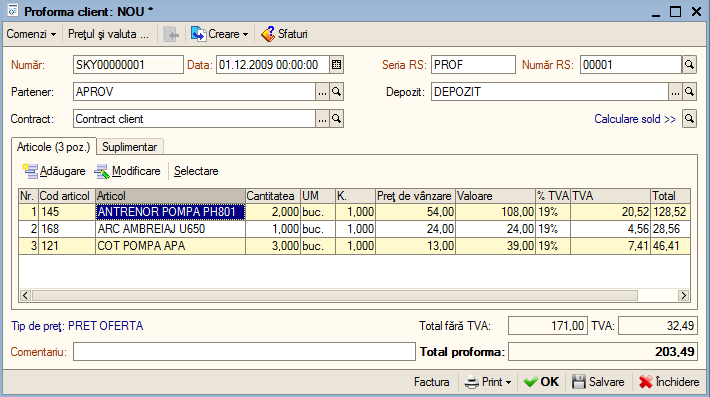 Proforma client: NOU *
Comenzi Preţul şi valuta ... Creare Sfaturi
Număr: SKY00000001 Data: 01.12.2009 00:00:00 Seria RS: PROF Număr RS: 00001
Partener: APROV ... Depozit: DEPOZIT ...
Contract: Contract client ... Calculare sold >>
Articole (3 poz.) Suplimentar
Adăugare Modificare Selectare
Nr. Cod articol Articol Cantitatea UM K. Preţ de vânzare Valoare % TVA TVA Total
1 145 ANTRENOR POMPA PH801 2,000 buc. 1,000 54,00 108,00 19% 20,52 128,52
2 168 ARC AMBREIAJ U650 1,000 buc. 1,000 24,00 24,00 19% 4,56 28,56
3 121 COT POMPA APA 3,000 buc. 1,000 13,00 39,00 19% 7,41 46,41
Tip de preţ: PRET OFERTA Total fără TVA: 171,00 TVA: 32,49
Comentariu: Total proforma: 203,49
Factura Print OK Salvare Închidere